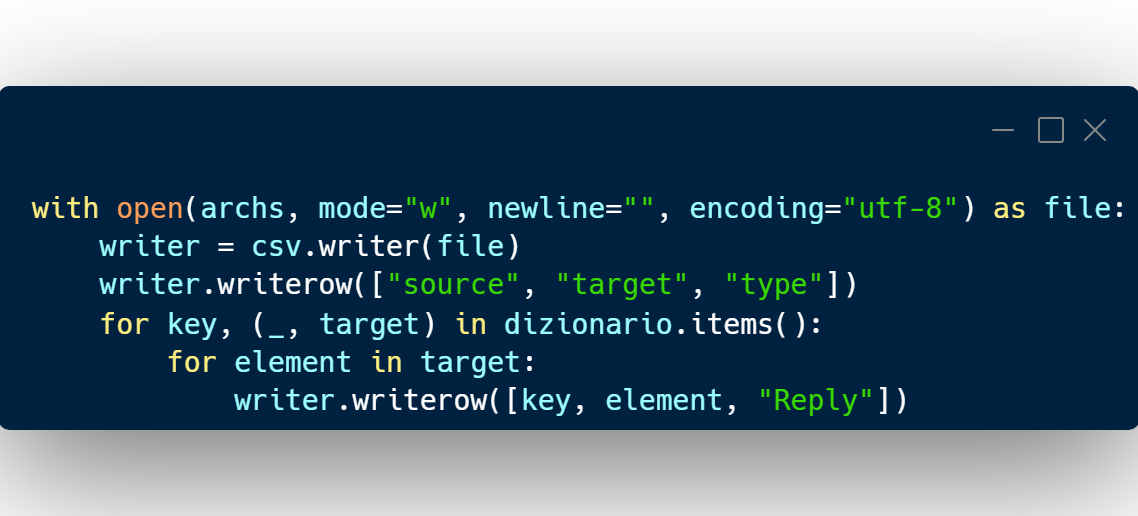 with open(archs, mode="w", newline="", encoding="utf-8") as file:
    writer = csv.writer(file)
    writer.writerow(["source", "target", "type"])
    for key, (_, target) in dizionario.items():
        for element in target:
            writer.writerow([key, element, "Reply"])